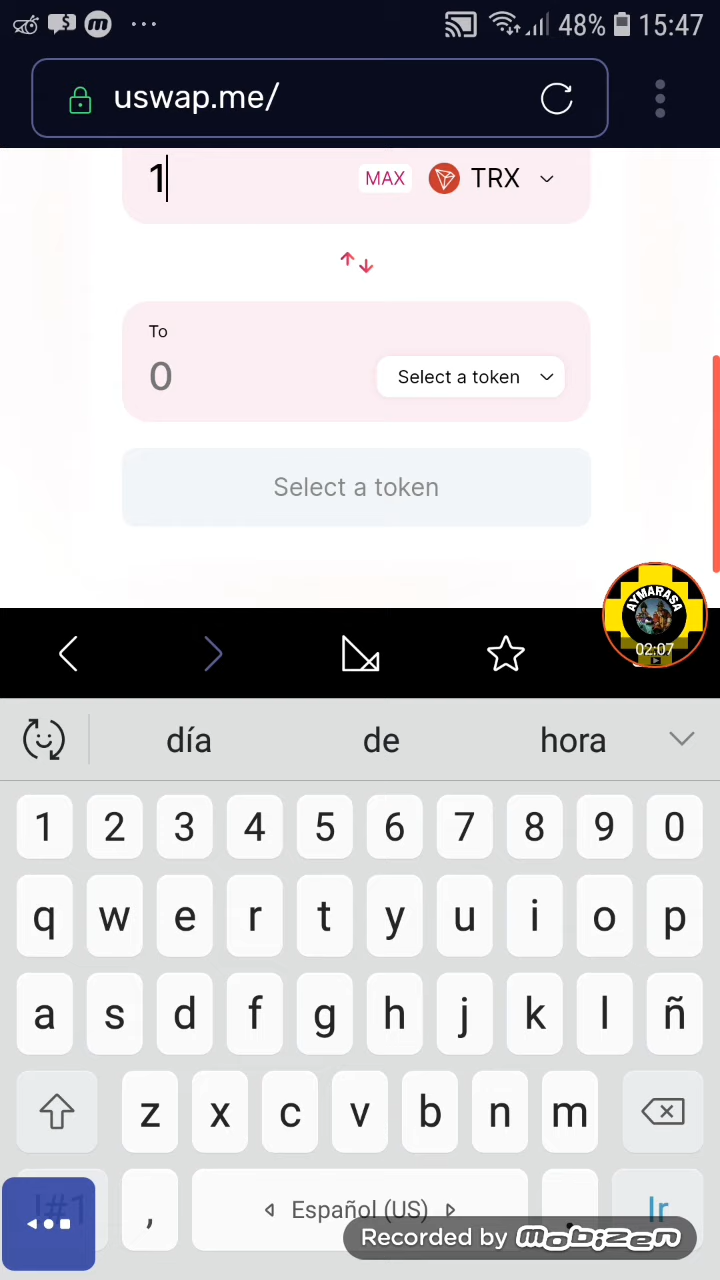 48% 15:47
uswap.me/
1 MAX TRX
To
0 Select a token
Select a token
AYMARASA
02:07
día de hora
1 2 3 4 5 6 7 8 9 0
q w e r t y u i o p
a s d f g h j k l ñ
z x c v b n m
!#1 , Español (US) . Ir
Recorded by mobizen